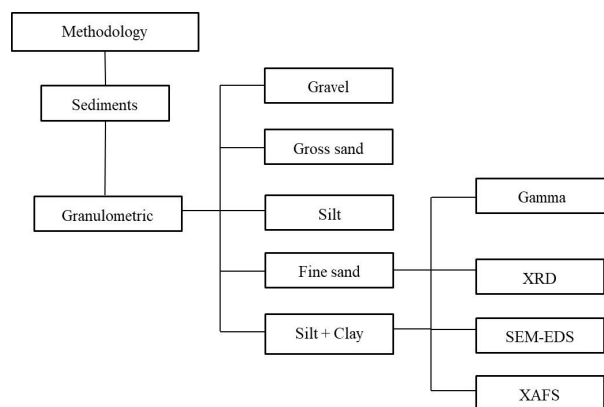 Methodology
Sediments
Granulometric
Gravel
Gross sand
Silt
Fine sand
Silt + Clay
Gamma
XRD
SEM-EDS
XAFS